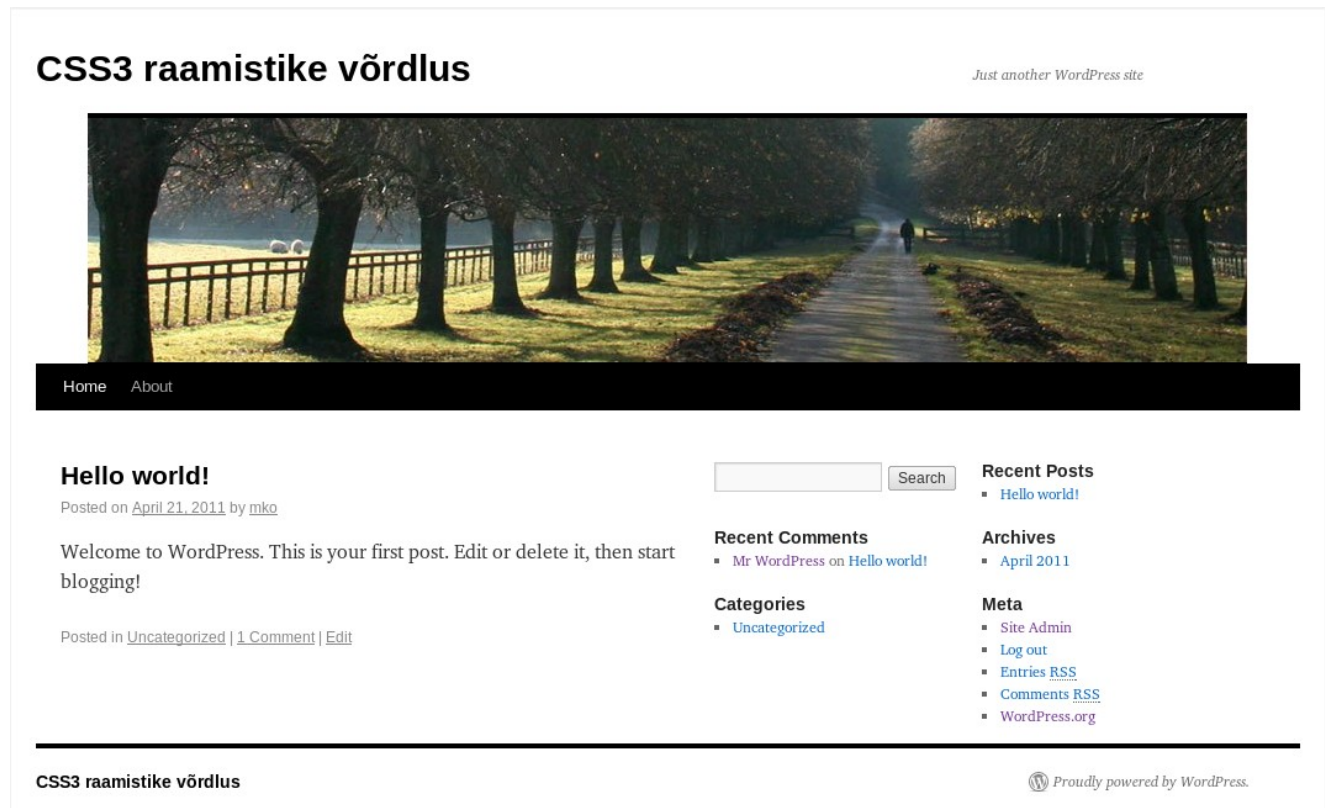 CSS3 raamistike võrdlus
Just another WordPress site
Home About
Hello world!
Posted on April 21, 2011 by mko
Welcome to WordPress. This is your first post. Edit or delete it, then start
blogging!
Posted in Uncategorized | 1 Comment | Edit
Search
Recent Comments
Mr WordPress on Hello world!
Categories
Uncategorized
Recent Posts
Hello world!
Archives
April 2011
Meta
Site Admin
Log out
Entries RSS
Comments RSS
WordPress.org
CSS3 raamistike võrdlus
Proudly powered by WordPress.